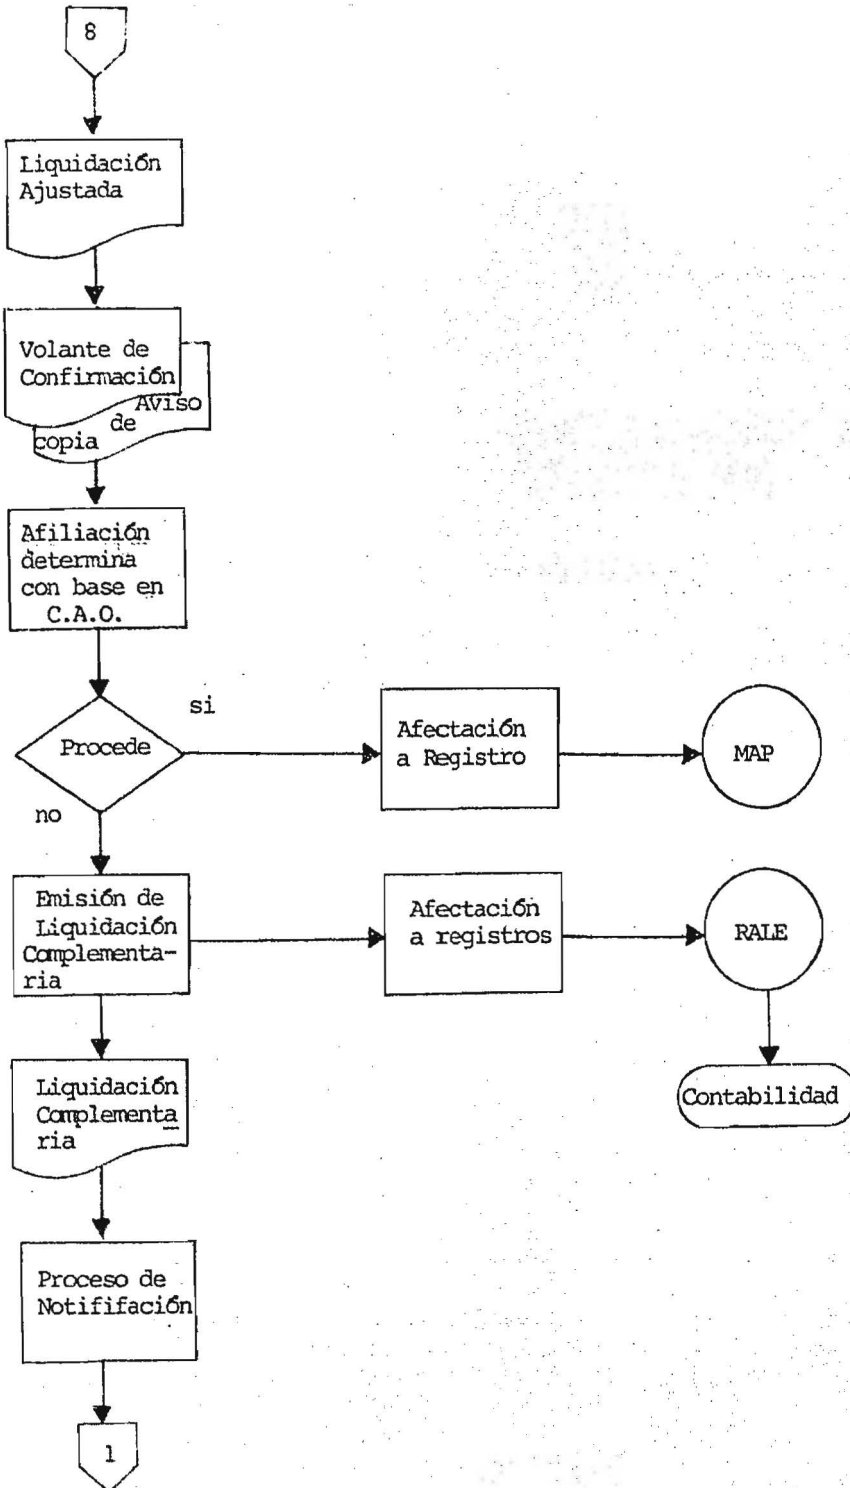 8
Liquidación
Ajustada
Volante de
Confirmación
Aviso
de
copia
Afiliación
determina
con base en
C.A.O.
si
Procede
Afectación
a Registro
MAP
no
Emisión de
Liquidación
Complementa-
ria
Afectación
a registros
RALE
Liquidación
Complementa
ria
Contabilidad
Proceso de
Notififación
1